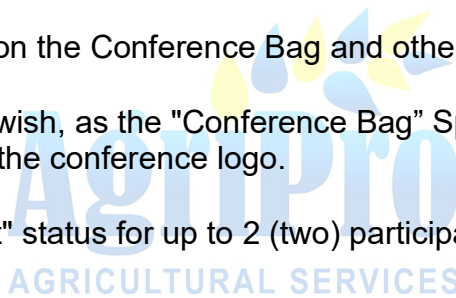 on the Conference Bag and othe
wish, as the "Conference Bag” Sp
the conference logo.
" status for up to 2 (two) participa
AgriPro
AGRICULTURAL SERVICES